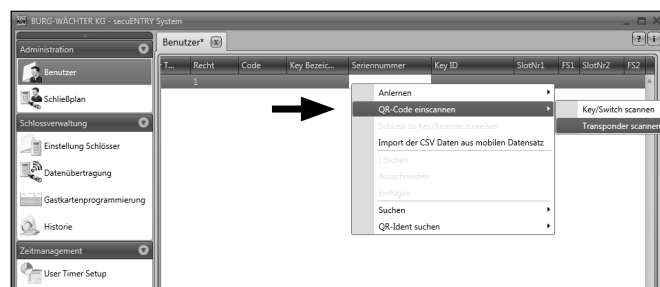 BURG-WÄCHTER KG - secuENTRY System
Administration
Benutzer
Schließplan
Schlossverwaltung
Einstellung Schlösser
Datenübertragung
Gastkartenprogrammierung
Historie
Zeitmanagement
User Timer Setup
Benutzer*
T... Recht Code Key Bezeic... Seriennummer Key ID SlotNr1 FS1 SlotNr2 FS2
1
Anlernen
QR-Code einscannen
Schloss zu Key/Remote zuweisen
Import der CSV Daten aus mobilen Datensatz
Löschen
Ausschneiden
Einfügen
Suchen
QR-Ident suchen
Key/Switch scannen
Transponder scannen